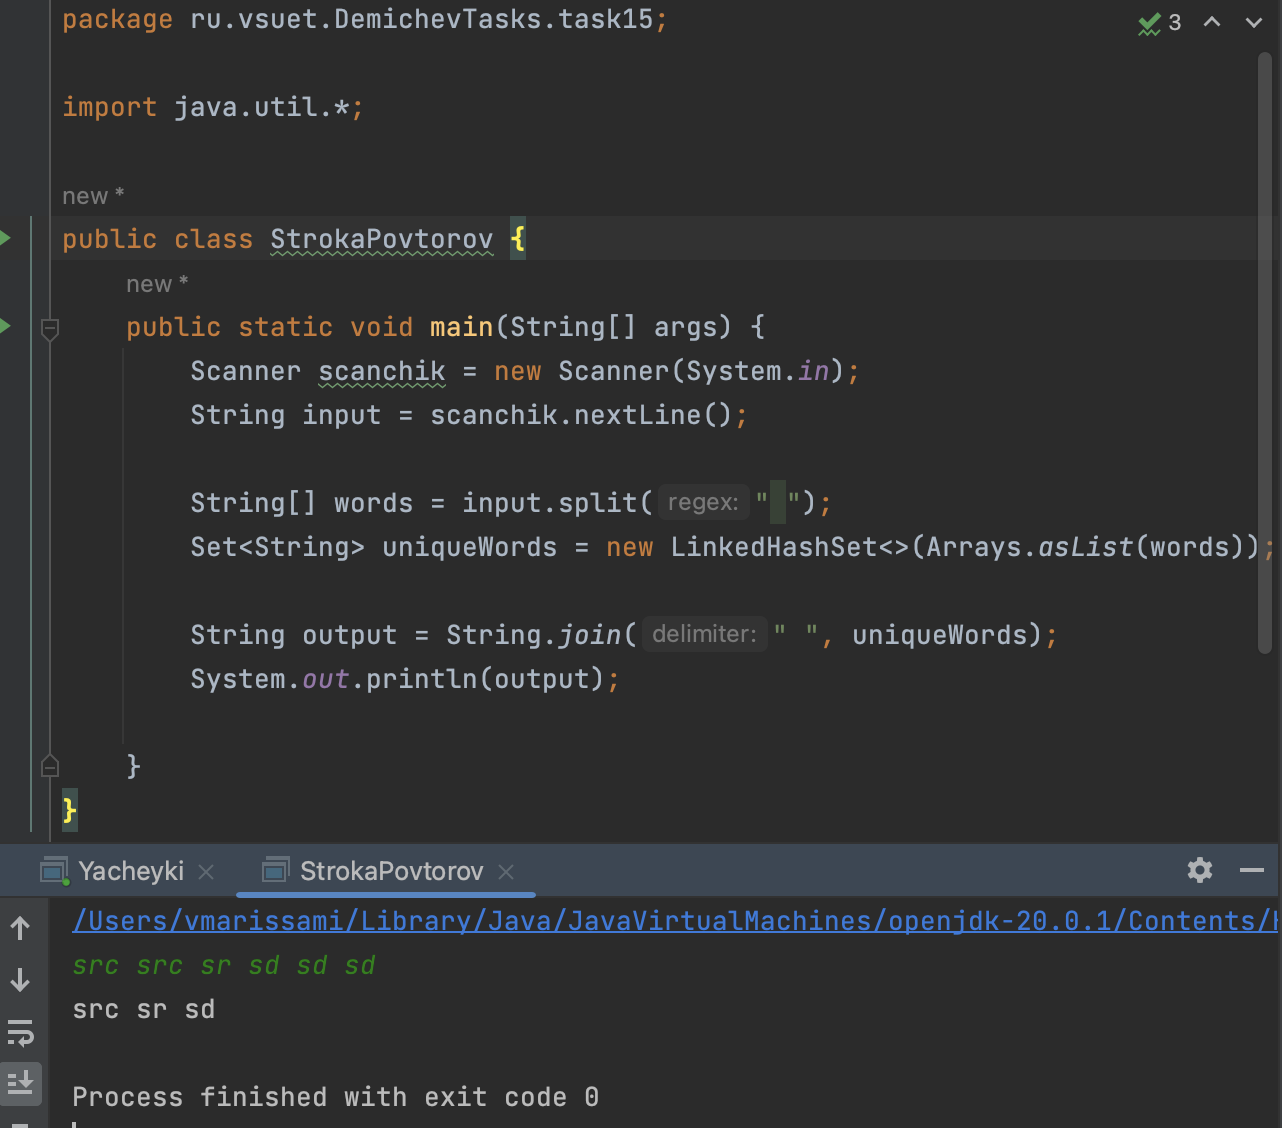 package ru.vsuet.DemichevTasks.task15;
3
import java.util.*;
new *
public class StrokaPovtorov {
new *
public static void main(String[] args) {
Scanner scanchik = new Scanner(System.in);
String input = scanchik.nextLine();
String[] words = input.split( regex: " ");
Set<String> uniqueWords = new LinkedHashSet<>(Arrays.asList(words));
String output = String.join( delimiter: " ", uniqueWords);
System.out.println(output);
}
}
Yacheyki
StrokaPovtorov
/Users/vmarissami/Library/Java/JavaVirtualMachines/openjdk-20.0.1/Contents/
src src sr sd sd sd
src sr sd
Process finished with exit code 0